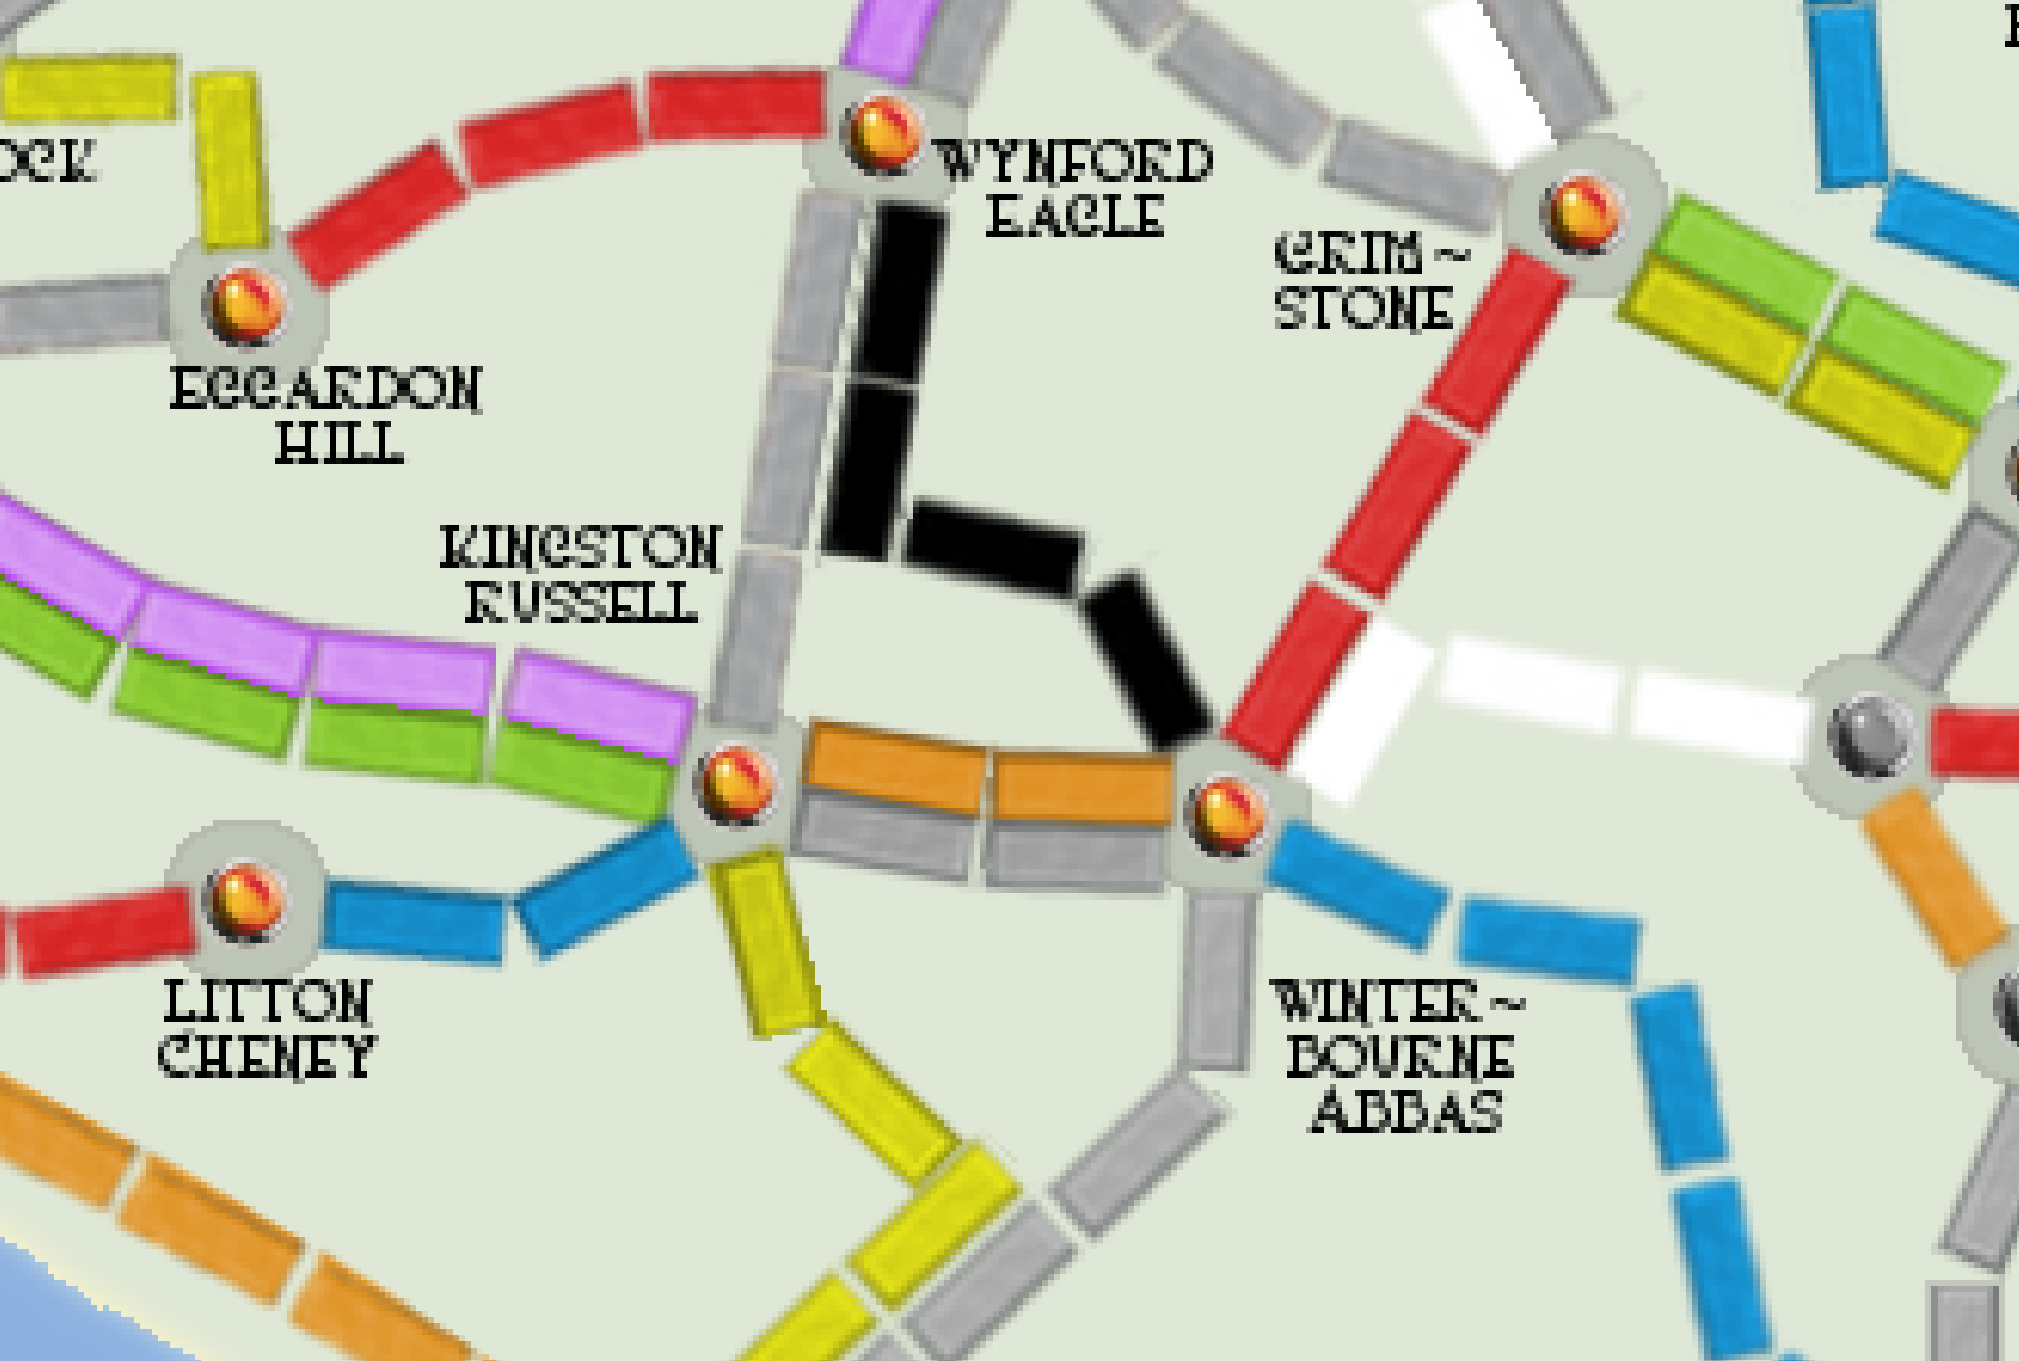 WYNFORD
EAGLE
GRIM~
STONE
EGGARDON
HILL
KINGSTON
RUSSELL
LITTON
CHENEY
WINTER~
BOURNE
ABBAS